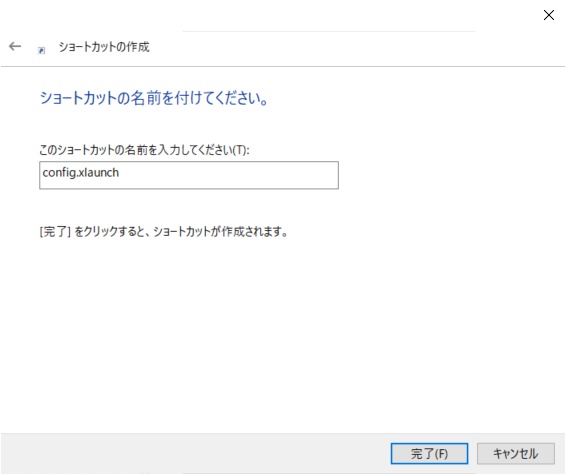 ショートカットの作成
ショートカットの名前を付けてください。
このショートカットの名前を入力してください(T):
config.xlaunch
[完了] をクリックすると、ショートカットが作成されます。
完了(F)
キャンセル